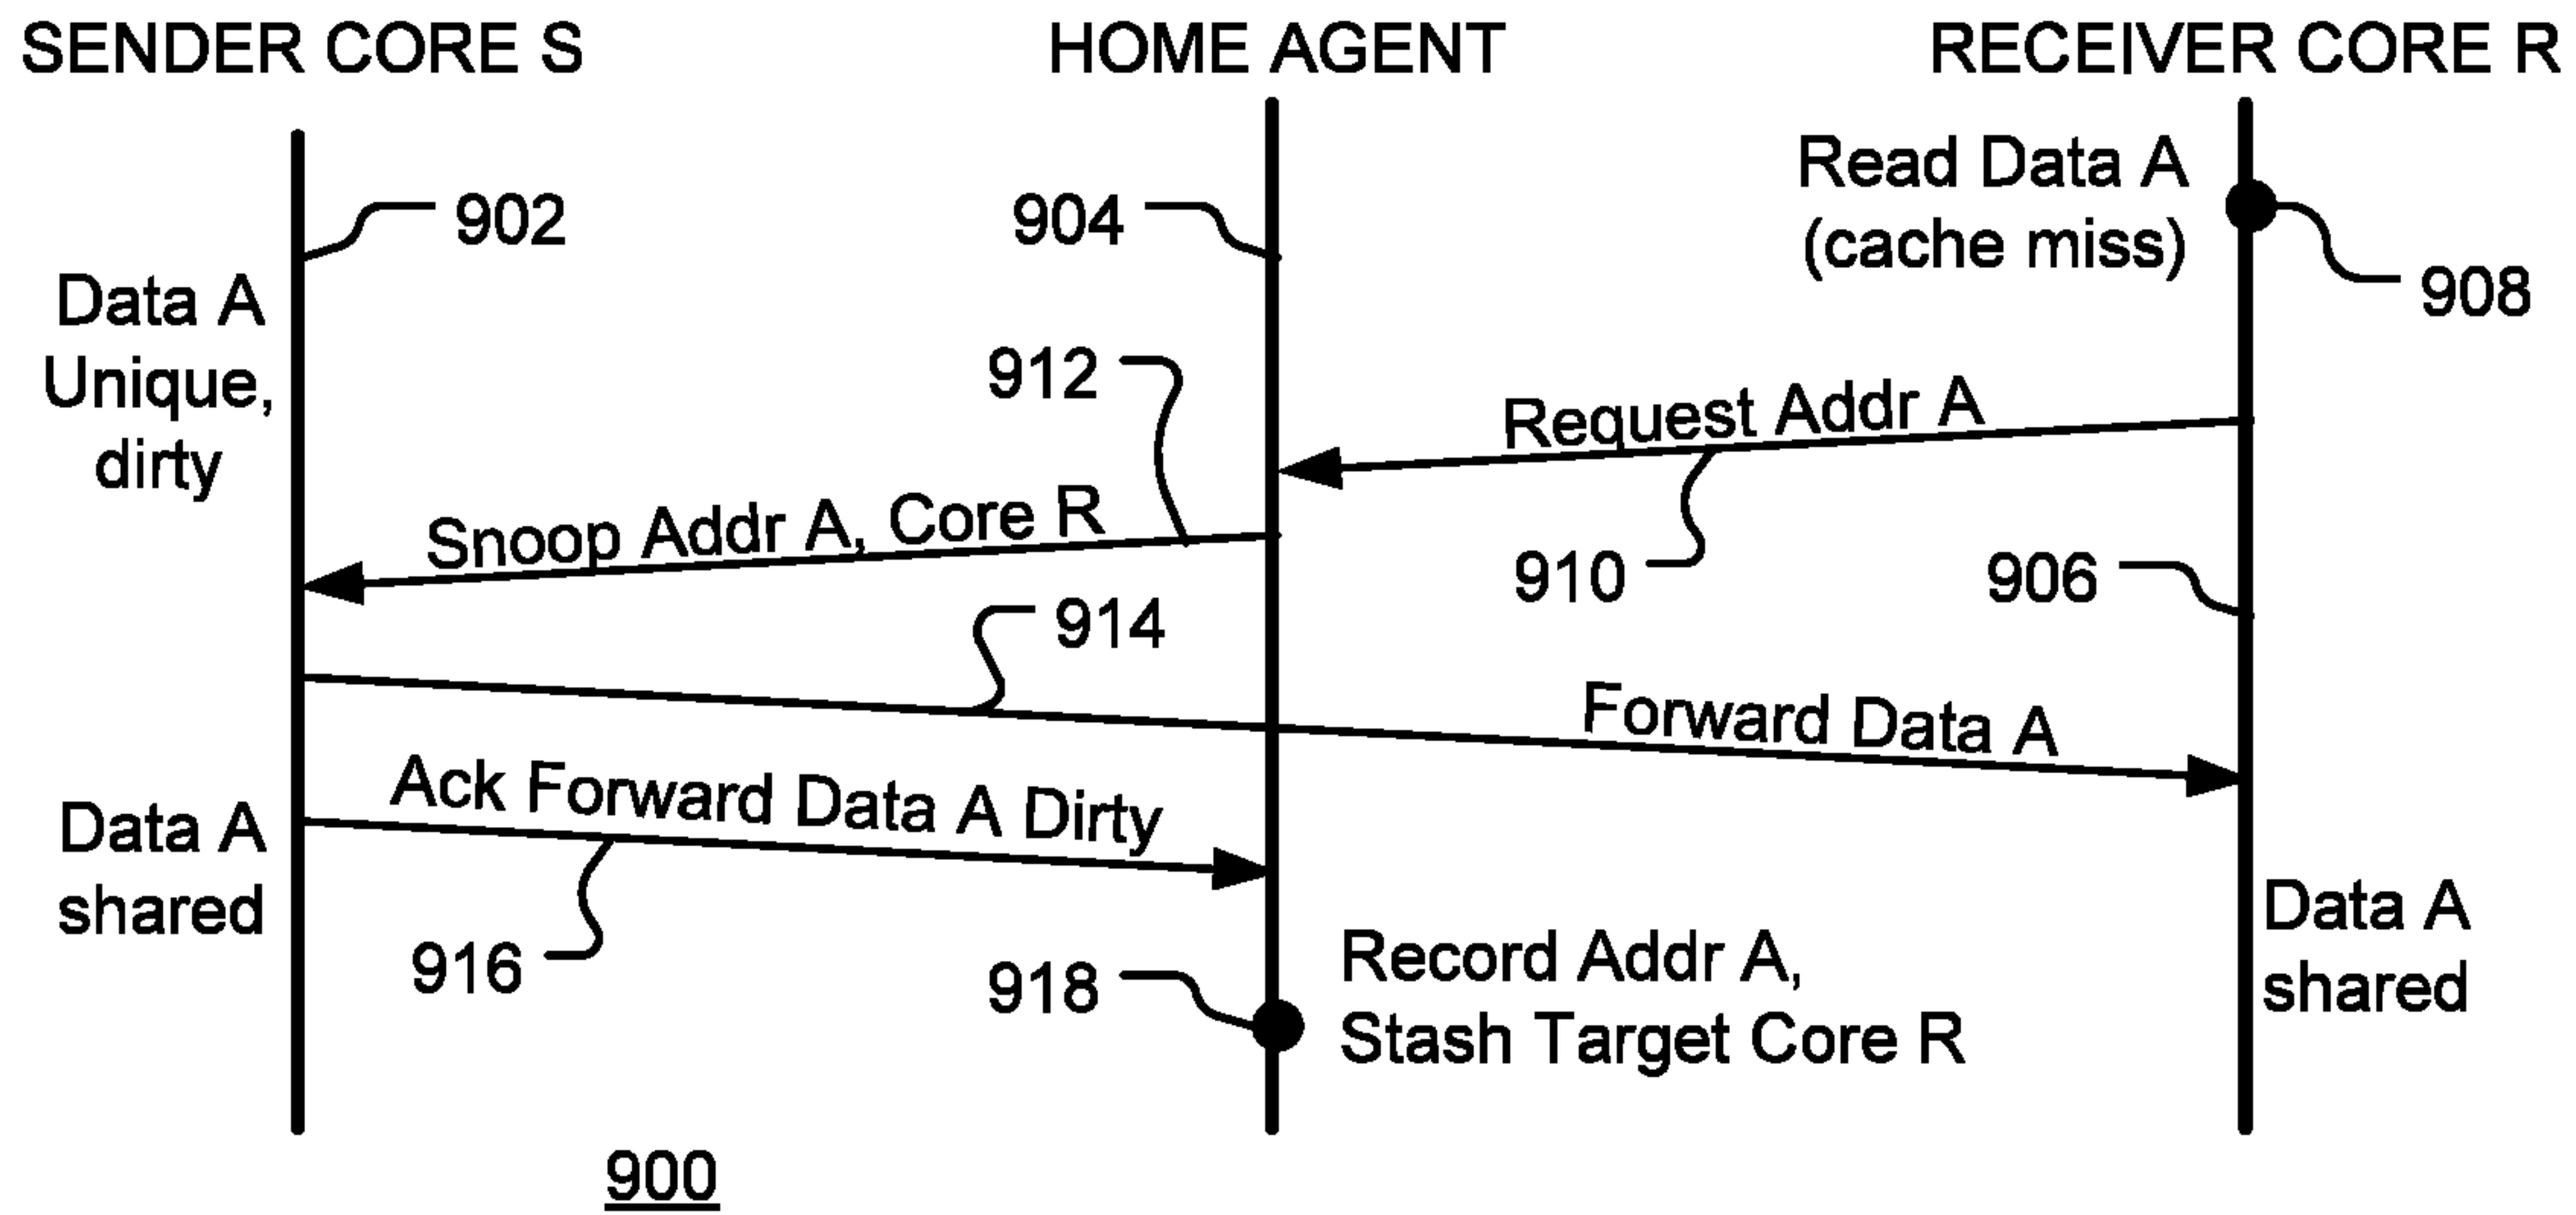 SENDER CORE S
HOME AGENT
RECEIVER CORE R
Read Data A
(cache miss)
902
904
908
Data A
Unique,
dirty
912
Request Addr A
Snoop Addr A, Core R
910
906
914
Forward Data A
Ack Forward Data A Dirty
Data A
shared
916
918
Record Addr A,
Stash Target Core R
Data A
shared
900